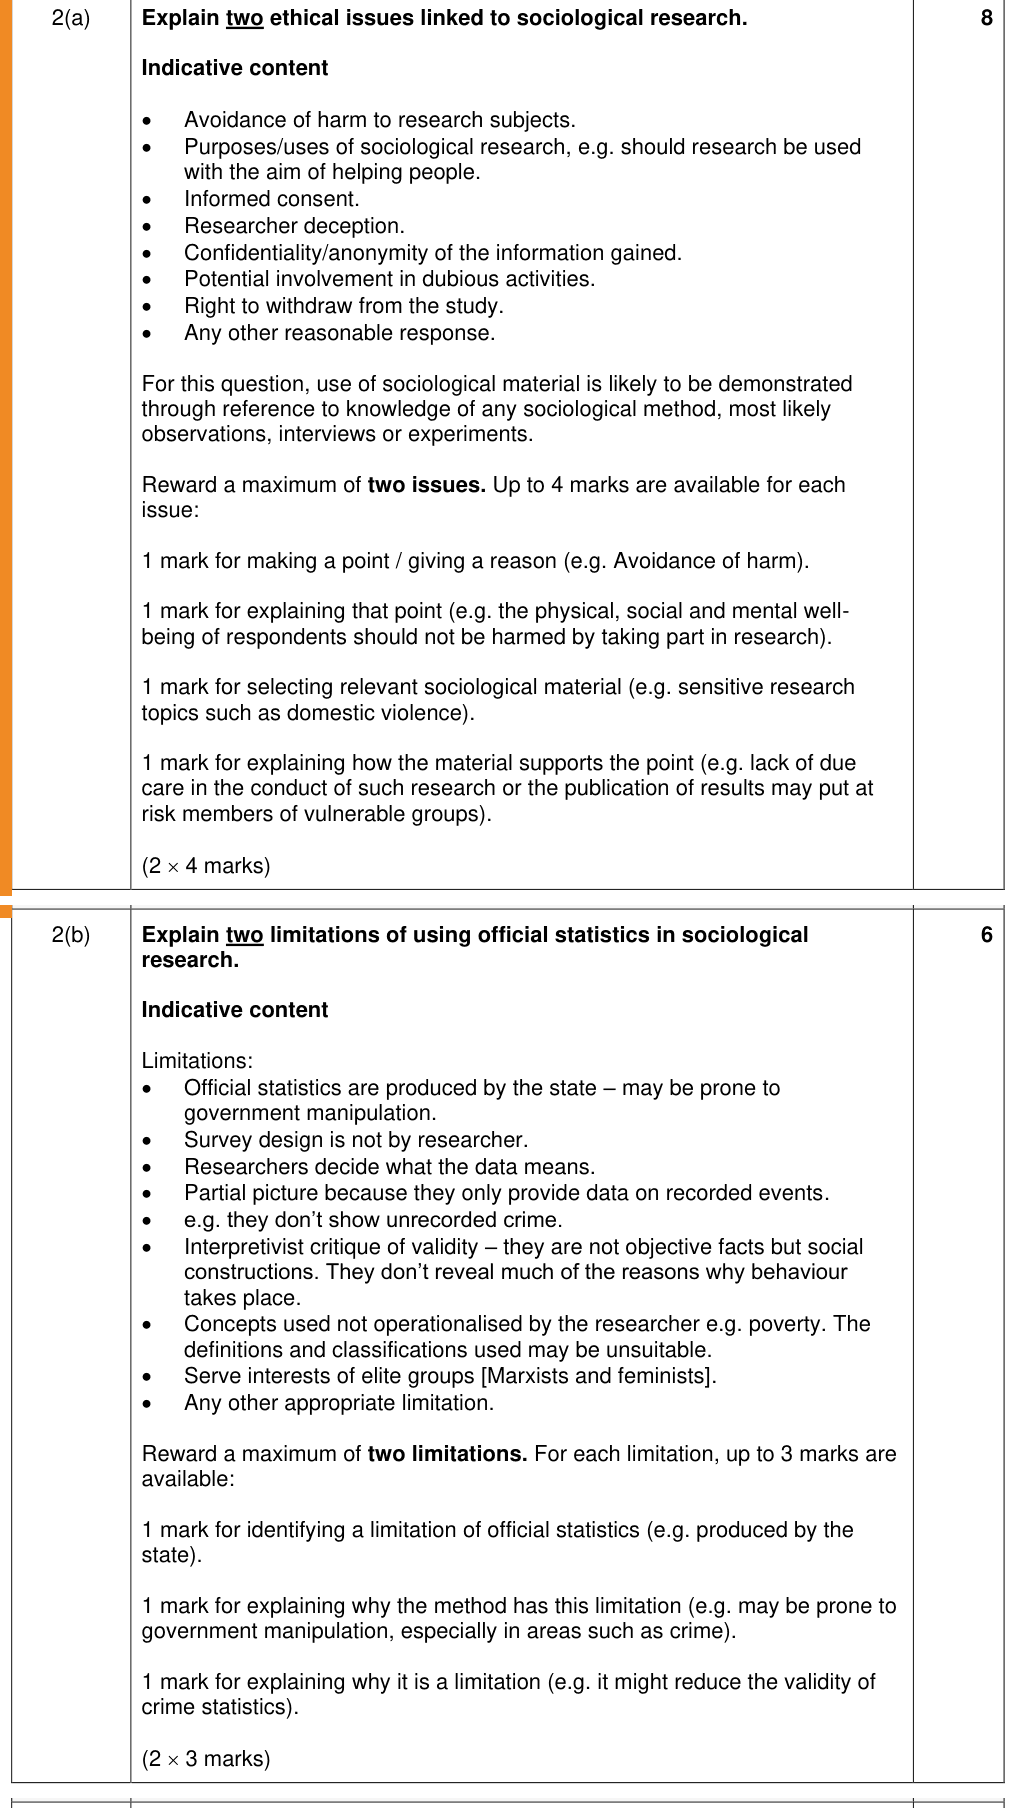 2(a)
Explain two ethical issues linked to sociological research.
8
Indicative content
• Avoidance of harm to research subjects.
• Purposes/uses of sociological research, e.g. should research be used
with the aim of helping people.
• Informed consent.
• Researcher deception.
• Confidentiality/anonymity of the information gained.
• Potential involvement in dubious activities.
• Right to withdraw from the study.
• Any other reasonable response.
For this question, use of sociological material is likely to be demonstrated
through reference to knowledge of any sociological method, most likely
observations, interviews or experiments.
Reward a maximum of two issues. Up to 4 marks are available for each
issue:
1 mark for making a point / giving a reason (e.g. Avoidance of harm).
1 mark for explaining that point (e.g. the physical, social and mental well-
being of respondents should not be harmed by taking part in research).
1 mark for selecting relevant sociological material (e.g. sensitive research
topics such as domestic violence).
1 mark for explaining how the material supports the point (e.g. lack of due
care in the conduct of such research or the publication of results may put at
risk members of vulnerable groups).
(2 × 4 marks)
2(b)
Explain two limitations of using official statistics in sociological
research.
6
Indicative content
Limitations:
• Official statistics are produced by the state – may be prone to
government manipulation.
• Survey design is not by researcher.
• Researchers decide what the data means.
• Partial picture because they only provide data on recorded events.
• e.g. they don't show unrecorded crime.
• Interpretivist critique of validity – they are not objective facts but social
constructions. They don't reveal much of the reasons why behaviour
takes place.
• Concepts used not operationalised by the researcher e.g. poverty. The
definitions and classifications used may be unsuitable.
• Serve interests of elite groups [Marxists and feminists].
• Any other appropriate limitation.
Reward a maximum of two limitations. For each limitation, up to 3 marks are
available:
1 mark for identifying a limitation of official statistics (e.g. produced by the
state).
1 mark for explaining why the method has this limitation (e.g. may be prone to
government manipulation, especially in areas such as crime).
1 mark for explaining why it is a limitation (e.g. it might reduce the validity of
crime statistics).
(2 × 3 marks)